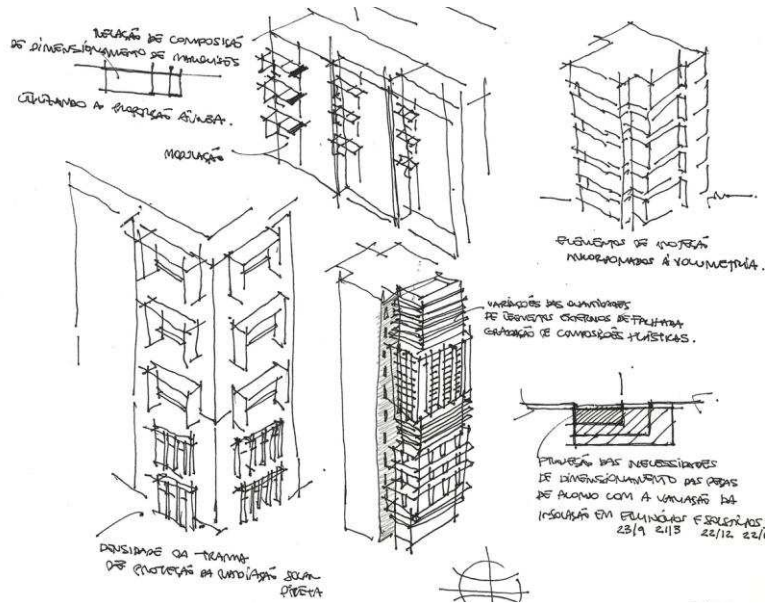 RELAÇÃO DE COMPOSIÇÃO
DE DIMENSIONAMENTO DE MARQUISES
UTILIZANDO A PROPORÇÃO ÁUREA.
MODULAÇÃO
ELEMENTOS DE PROTEÇÃO
INCORPORADOS À VOLUMETRIA.
VARIAÇÕES DAS QUANTIDADES
DE ELEMENTOS EXTERNOS DE FACHADA
GRADAÇÃO DE COMPOSIÇÕES PLÁSTICAS.
PROJEÇÃO DAS NECESSIDADES
DE DIMENSIONAMENTO DAS PEÇAS
DE ACORDO COM A VARIAÇÃO DA
INSOLAÇÃO EM EQUINÓCIOS E SOLSTÍCIOS.
23/9 21/3 22/12
DENSIDADE DA TRAMA
DE PROTEÇÃO DA RADIAÇÃO SOLAR
DIRETA